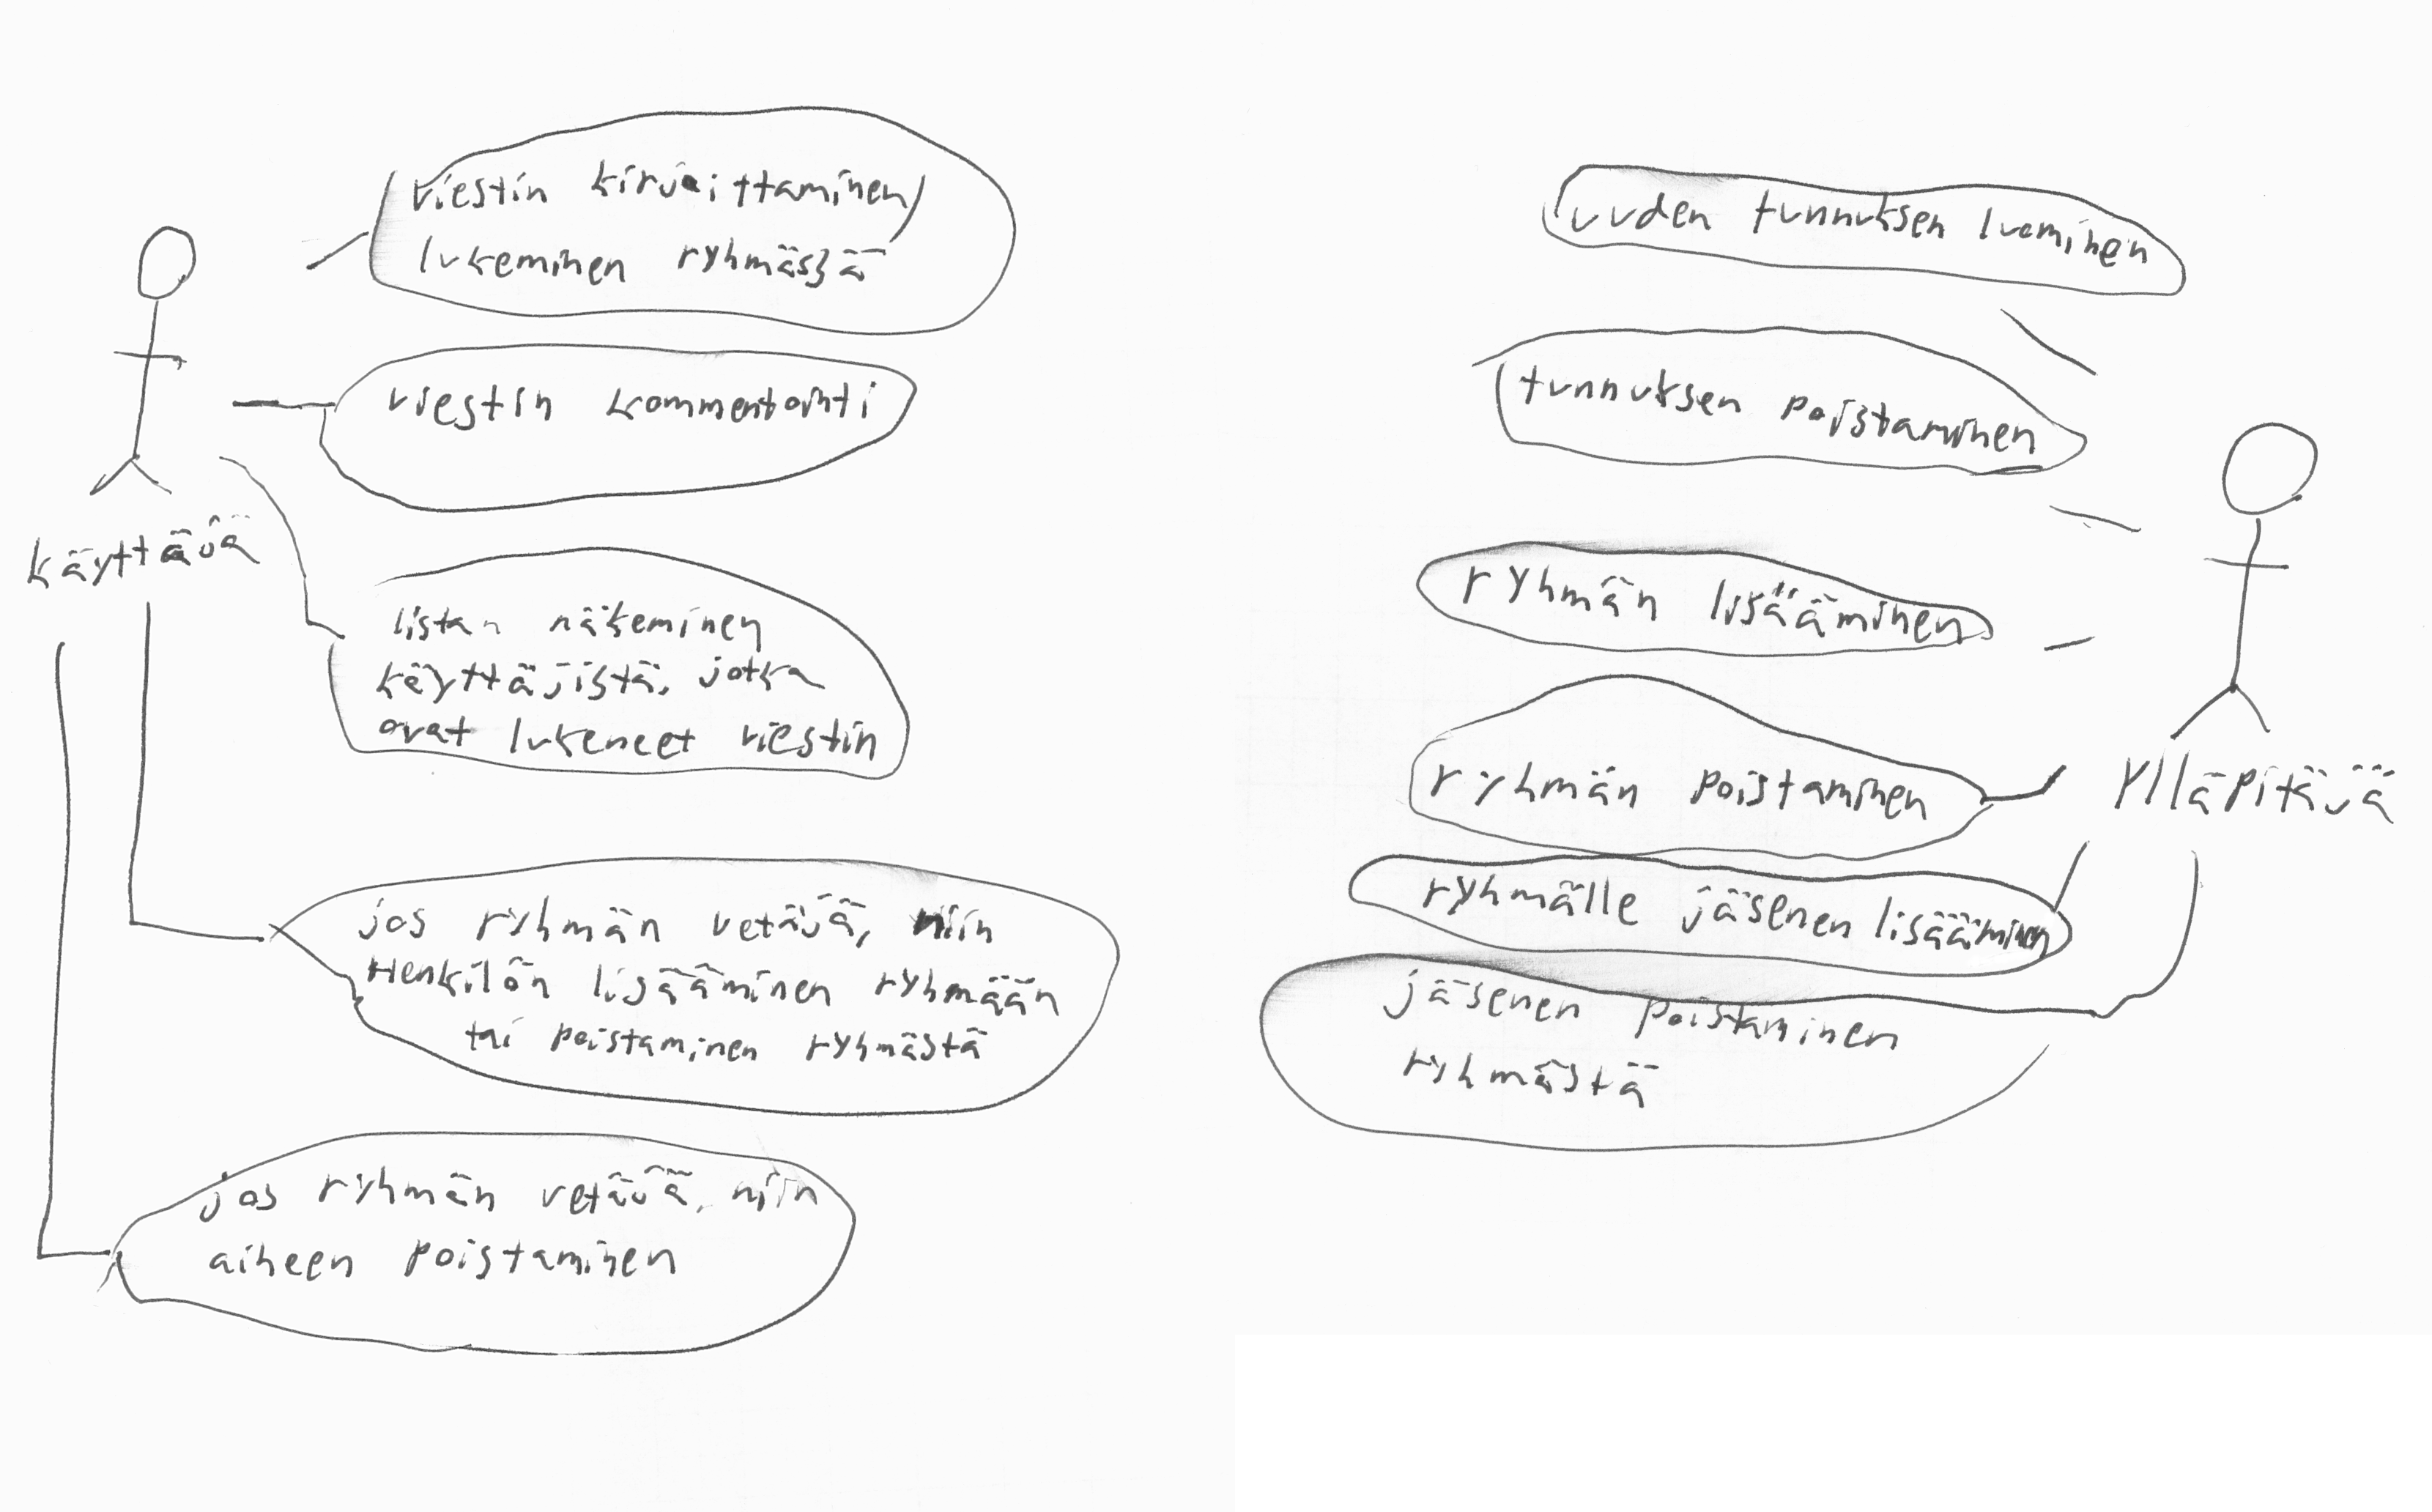 viestin kirjoittaminen/
lukeminen ryhmässä
viestin kommentointi
käyttäjä
listan näkeminen
käyttäjistä, jotka
ovat lukeneet viestin
jos ryhmän vetäjä, niin
Henkilön lisääminen ryhmään
tai poistaminen ryhmästä
jos ryhmän vetäjä, niin
aiheen poistaminen
uuden tunnuksen luominen
tunnuksen poistaminen
ryhmän lisääminen
ryhmän poistaminen
ylläpitäjä
ryhmälle jäsenen lisääminen
jäsenen poistaminen
ryhmästä